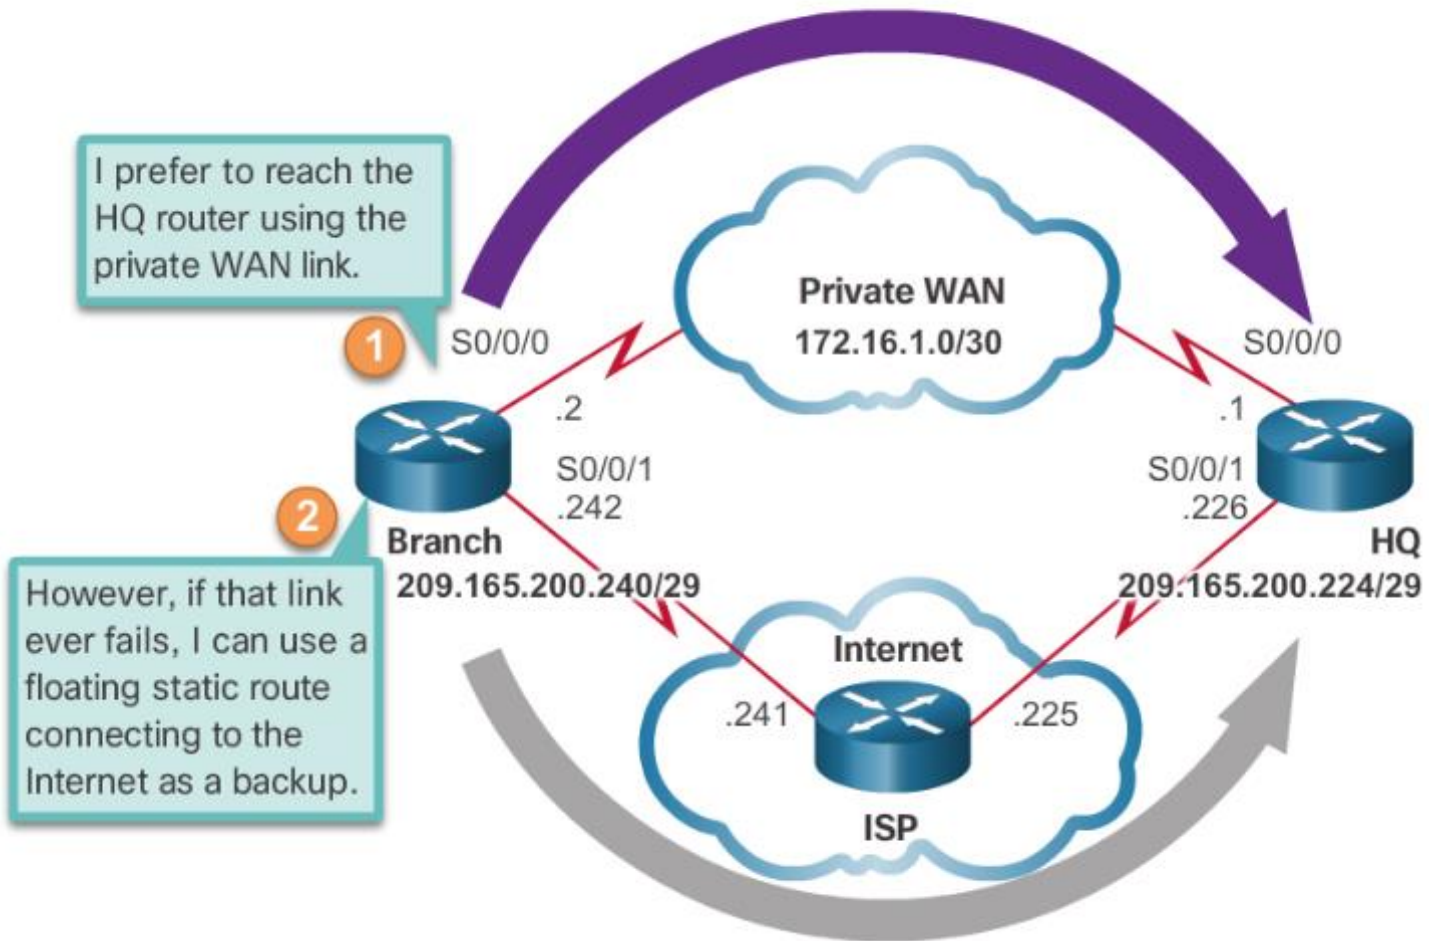 I prefer to reach the
HQ router using the
private WAN link.
1
S0/0/0
Private WAN
172.16.1.0/30
S0/0/0
.2
.1
S0/0/1
.242
S0/0/1
.226
2
Branch
HQ
209.165.200.240/29
209.165.200.224/29
However, if that link
ever fails, I can use a
floating static route
connecting to the
Internet as a backup.
Internet
.241
.225
ISP